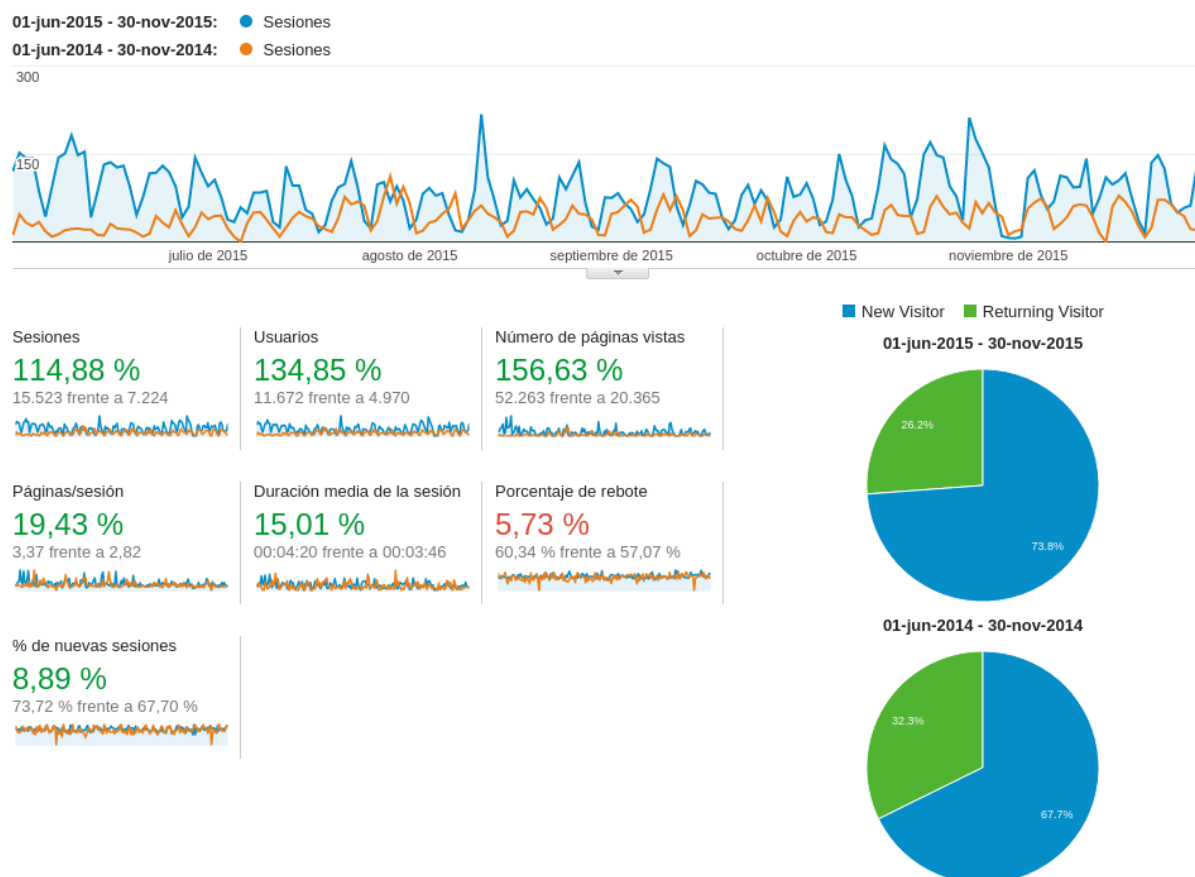 01-jun-2015 - 30-nov-2015: Sesiones
01-jun-2014 - 30-nov-2014: Sesiones
300
150
julio de 2015 agosto de 2015 septiembre de 2015 octubre de 2015 noviembre de 2015
New Visitor Returning Visitor
01-jun-2015 - 30-nov-2015
26.2%
73.8%
01-jun-2014 - 30-nov-2014
32.3%
67.7%
Sesiones
114,88 %
15.523 frente a 7.224
Usuarios
134,85 %
11.672 frente a 4.970
Número de páginas vistas
156,63 %
52.263 frente a 20.365
Páginas/sesión
19,43 %
3,37 frente a 2,82
Duración media de la sesión
15,01 %
00:04:20 frente a 00:03:46
Porcentaje de rebote
5,73 %
60,34 % frente a 57,07 %
% de nuevas sesiones
8,89 %
73,72 % frente a 67,70 %